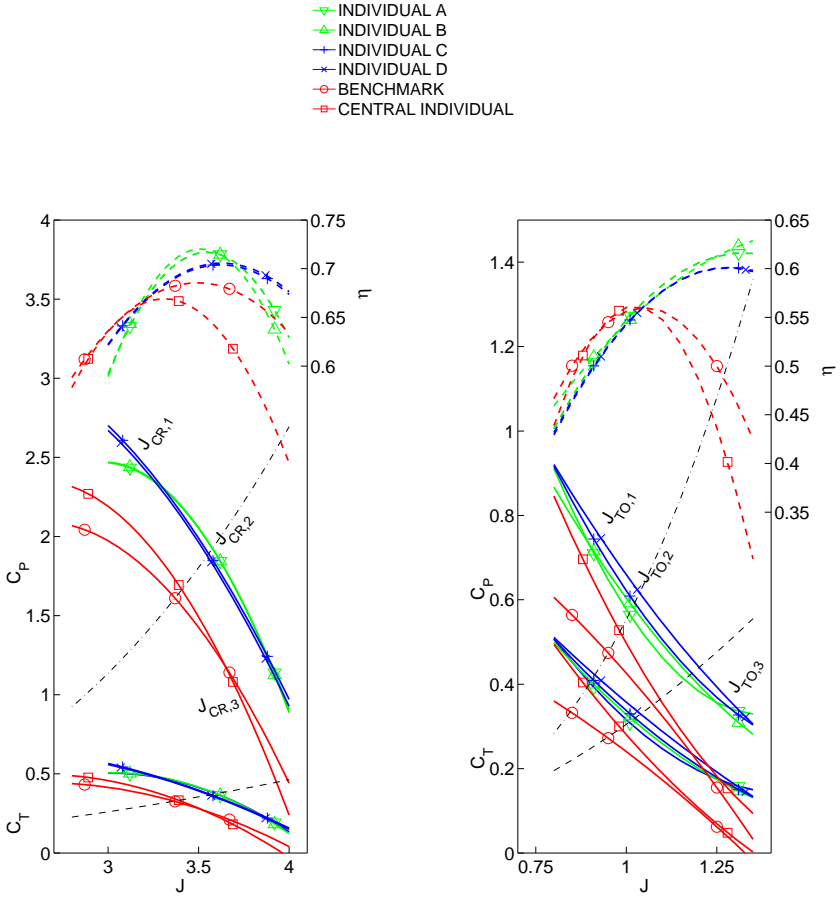 INDIVIDUAL A
INDIVIDUAL B
INDIVIDUAL C
INDIVIDUAL D
BENCHMARK
CENTRAL INDIVIDUAL
4
3.5
3
2.5
2
1.5
1
0.5
0
C_P
C_T
3
3.5
4
J
0.75
0.7
0.65
0.6
η
J_CR,1
J_CR,2
J_CR,3
1.4
1.2
1
0.8
0.6
0.4
0.2
0
C_P
C_T
0.75
1
1.25
J
0.65
0.6
0.55
0.5
0.45
0.4
0.35
η
J_TO,1
J_TO,2
J_TO,3